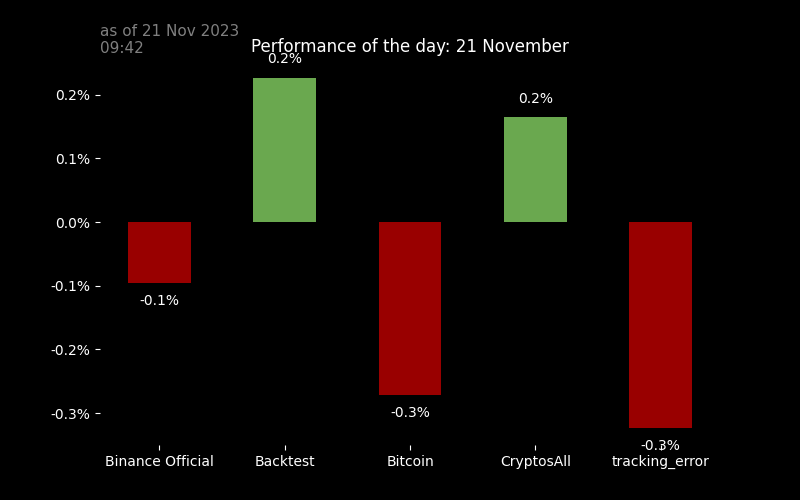 as of 21 Nov 2023
09:42
Performance of the day: 21 November
0.2%
0.2%
0.2%
0.1%
0.0%
-0.1%
-0.1%
-0.2%
-0.3%
-0.3%
-0.3%
Binance Official
Backtest
Bitcoin
CryptosAll
tracking_error